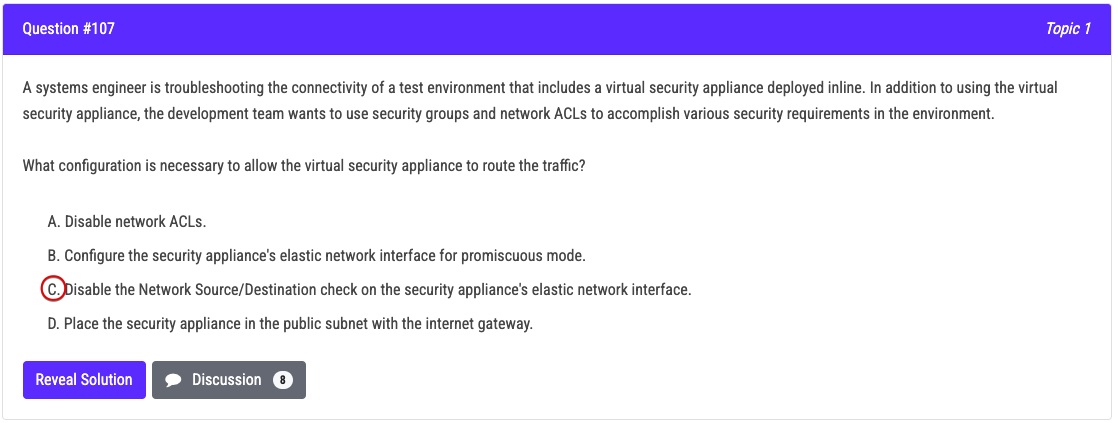 Question #107
Topic 1
A systems engineer is troubleshooting the connectivity of a test environment that includes a virtual security appliance deployed inline. In addition to using the virtual
security appliance, the development team wants to use security groups and network ACLs to accomplish various security requirements in the environment.
What configuration is necessary to allow the virtual security appliance to route the traffic?
A. Disable network ACLs.
B. Configure the security appliance's elastic network interface for promiscuous mode.
C. Disable the Network Source/Destination check on the security appliance's elastic network interface.
D. Place the security appliance in the public subnet with the internet gateway.
Reveal Solution
Discussion 8